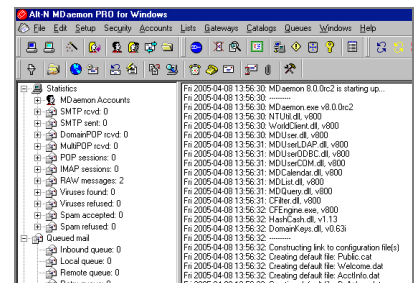 Alt-N MDaemon PRO for Windows
File Edit Setup Security Accounts Lists Gateways Catalogs Queues Windows Help
Statistics
MDaemon Accounts
SMTP rcvd: 0
SMTP sent: 0
DomainPOP rcvd: 0
MultiPOP rcvd: 0
POP sessions: 0
IMAP sessions: 0
RAW messages: 2
Viruses found: 0
Viruses refused: 0
Spam accepted: 0
Spam refused: 0
Queued mail
Inbound queue: 0
Local queue: 0
Remote queue: 0
Fri 2005-04-08 13:56:30: MDaemon 8.0.0rc2 is starting up...
Fri 2005-04-08 13:56:30: ----------
Fri 2005-04-08 13:56:30: MDaemon.exe v8.0.0rc2
Fri 2005-04-08 13:56:30: NTUtil.dll, v800
Fri 2005-04-08 13:56:30: WorldClient.dll, v800
Fri 2005-04-08 13:56:30: MDUser.dll, v800
Fri 2005-04-08 13:56:31: MDUserLDAP.dll, v800
Fri 2005-04-08 13:56:31: MDUserODBC.dll, v800
Fri 2005-04-08 13:56:31: MDUserCOM.dll, v800
Fri 2005-04-08 13:56:31: MDCalendar.dll, v800
Fri 2005-04-08 13:56:31: MDList.dll, v800
Fri 2005-04-08 13:56:31: MDQuery.dll, v800
Fri 2005-04-08 13:56:31: CFilter.dll, v800
Fri 2005-04-08 13:56:32: CFEngine.exe, v800
Fri 2005-04-08 13:56:32: HashCash.dll, v1.13
Fri 2005-04-08 13:56:32: DomainKeys.dll, v0.63i
Fri 2005-04-08 13:56:32: ----------
Fri 2005-04-08 13:56:32: Constructing link to configuration file(s)
Fri 2005-04-08 13:56:32: Creating default file: Public.cat
Fri 2005-04-08 13:56:32: Creating default file: Welcome.dat
Fri 2005-04-08 13:56:32: Creating default file: AcctInfo.dat